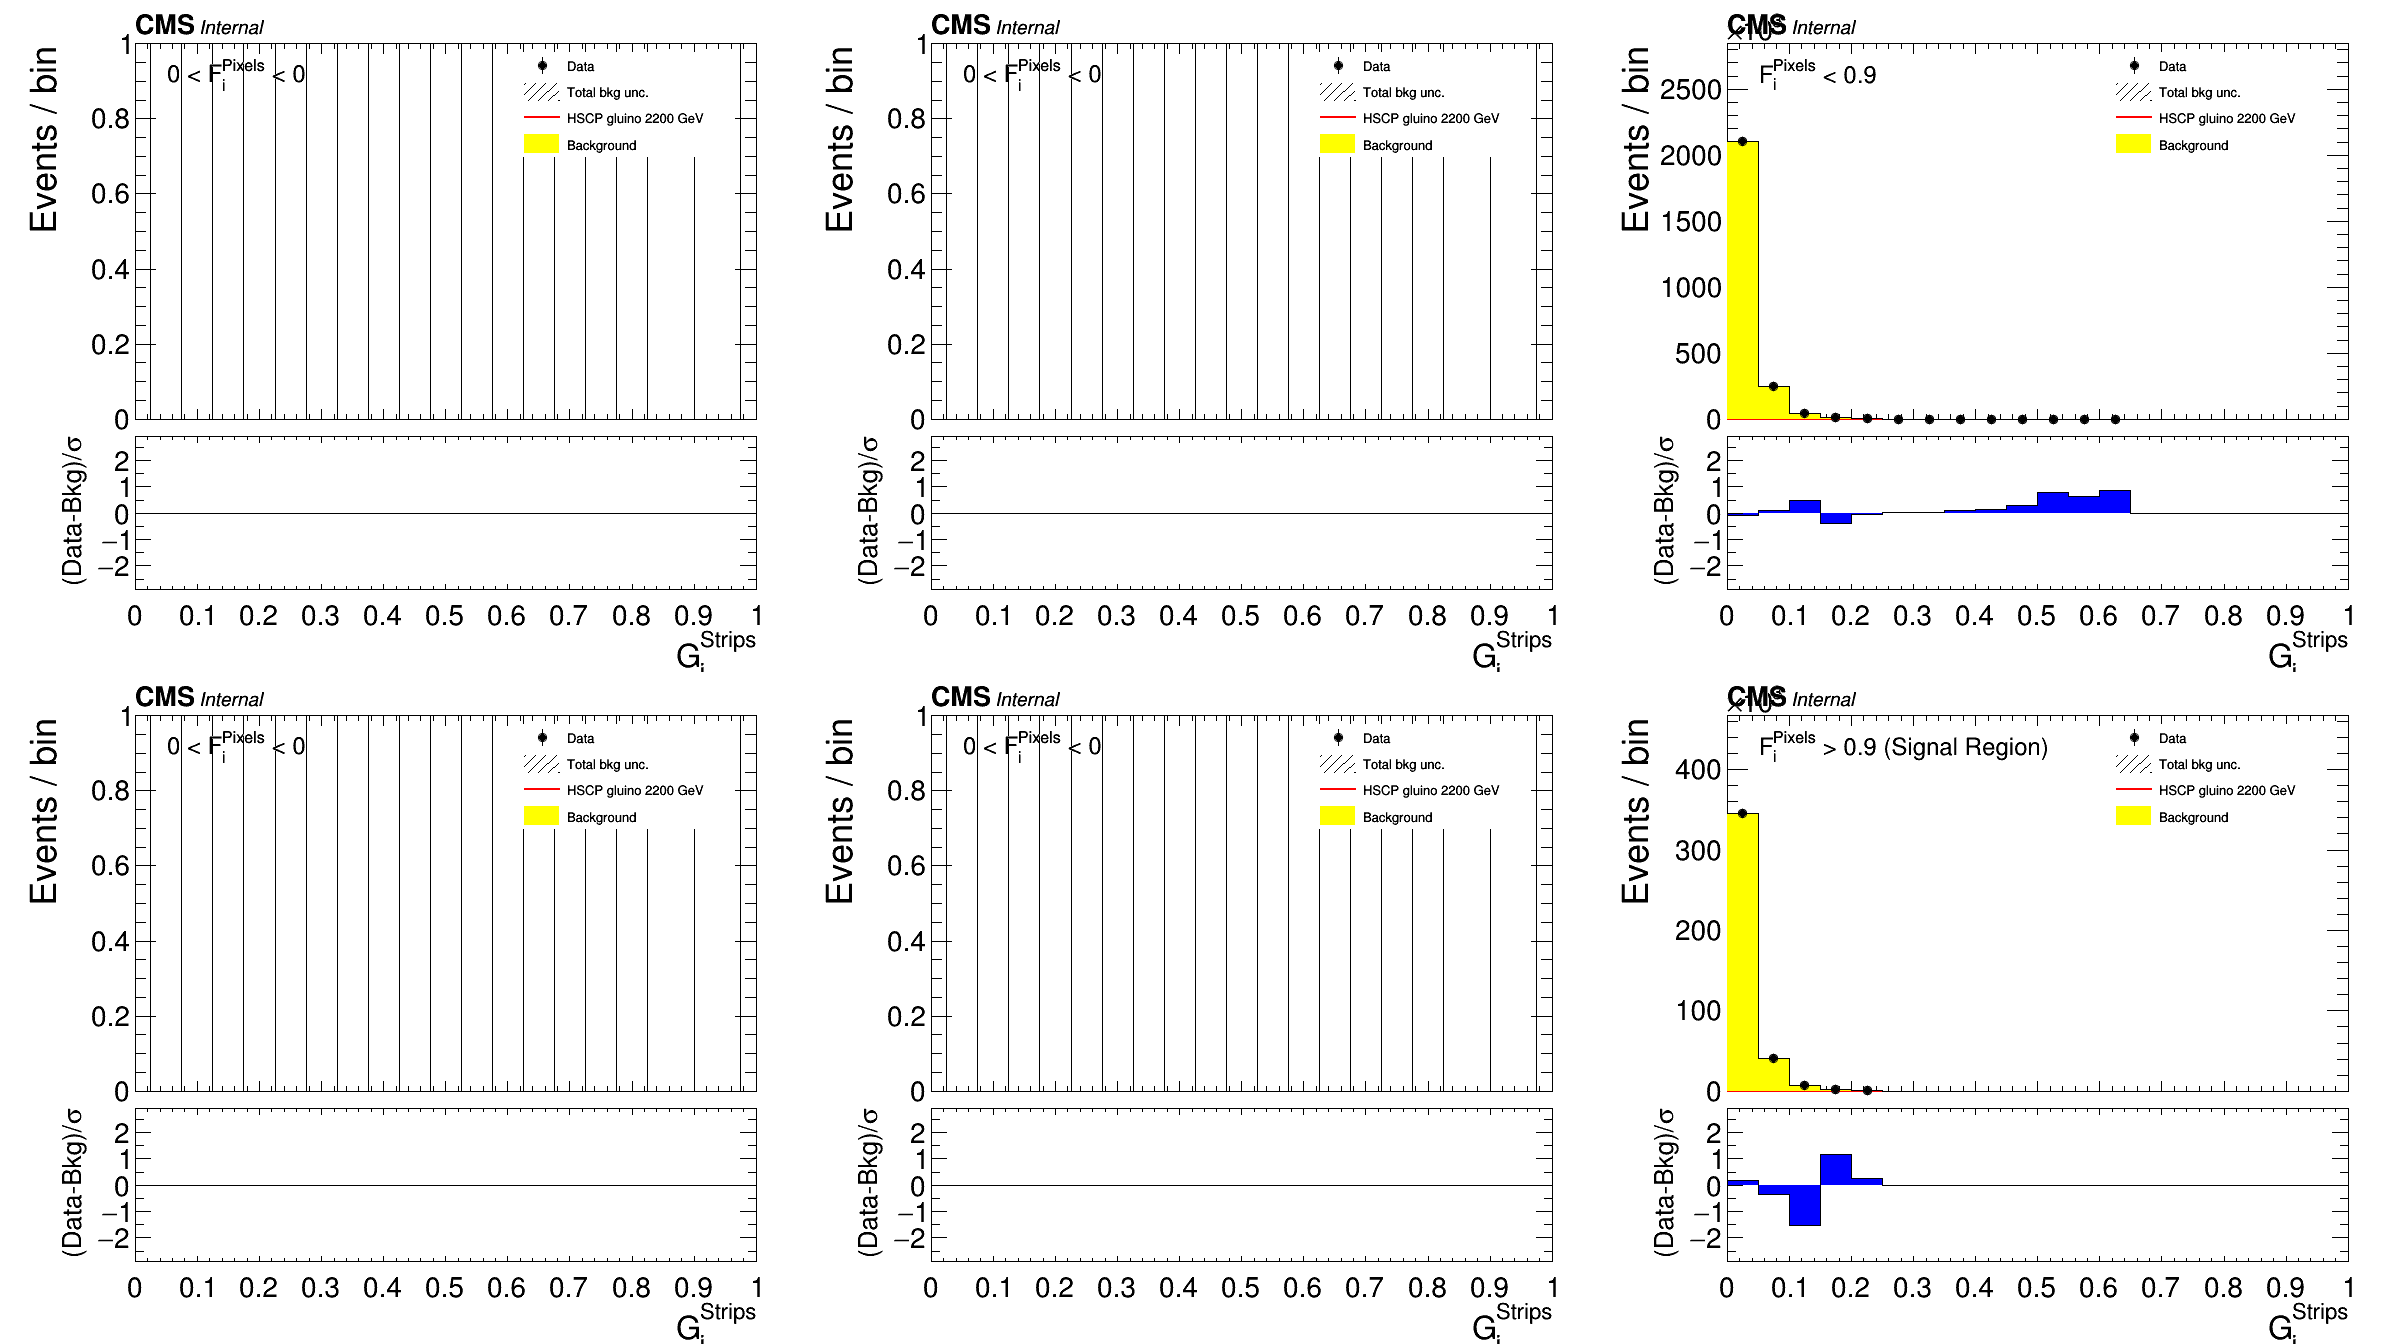 CMS Internal
0 < F_i^Pixels < 0
Data
Total bkg unc.
HSCP gluino 2200 GeV
Background
Events / bin
1
0.8
0.6
0.4
0.2
0
(Data-Bkg)/σ
2
1
0
−1
−2
0 0.1 0.2 0.3 0.4 0.5 0.6 0.7 0.8 0.9 1
G_i^Strips
CMS Internal
0 < F_i^Pixels < 0
Data
Total bkg unc.
HSCP gluino 2200 GeV
Background
Events / bin
1
0.8
0.6
0.4
0.2
0
(Data-Bkg)/σ
2
1
0
−1
−2
0 0.1 0.2 0.3 0.4 0.5 0.6 0.7 0.8 0.9 1
G_i^Strips
CMS Internal
F_i^Pixels < 0.9
Data
Total bkg unc.
HSCP gluino 2200 GeV
Background
Events / bin
2500
2000
1500
1000
500
0
(Data-Bkg)/σ
2
1
0
−1
−2
0 0.1 0.2 0.3 0.4 0.5 0.6 0.7 0.8 0.9 1
G_i^Strips
CMS Internal
0 < F_i^Pixels < 0
Data
Total bkg unc.
HSCP gluino 2200 GeV
Background
Events / bin
1
0.8
0.6
0.4
0.2
0
(Data-Bkg)/σ
2
1
0
−1
−2
0 0.1 0.2 0.3 0.4 0.5 0.6 0.7 0.8 0.9 1
G_i^Strips
CMS Internal
0 < F_i^Pixels < 0
Data
Total bkg unc.
HSCP gluino 2200 GeV
Background
Events / bin
1
0.8
0.6
0.4
0.2
0
(Data-Bkg)/σ
2
1
0
−1
−2
0 0.1 0.2 0.3 0.4 0.5 0.6 0.7 0.8 0.9 1
G_i^Strips
CMS Internal
F_i^Pixels > 0.9 (Signal Region)
Data
Total bkg unc.
HSCP gluino 2200 GeV
Background
Events / bin
400
300
200
100
0
(Data-Bkg)/σ
2
1
0
−1
−2
0 0.1 0.2 0.3 0.4 0.5 0.6 0.7 0.8 0.9 1
G_i^Strips